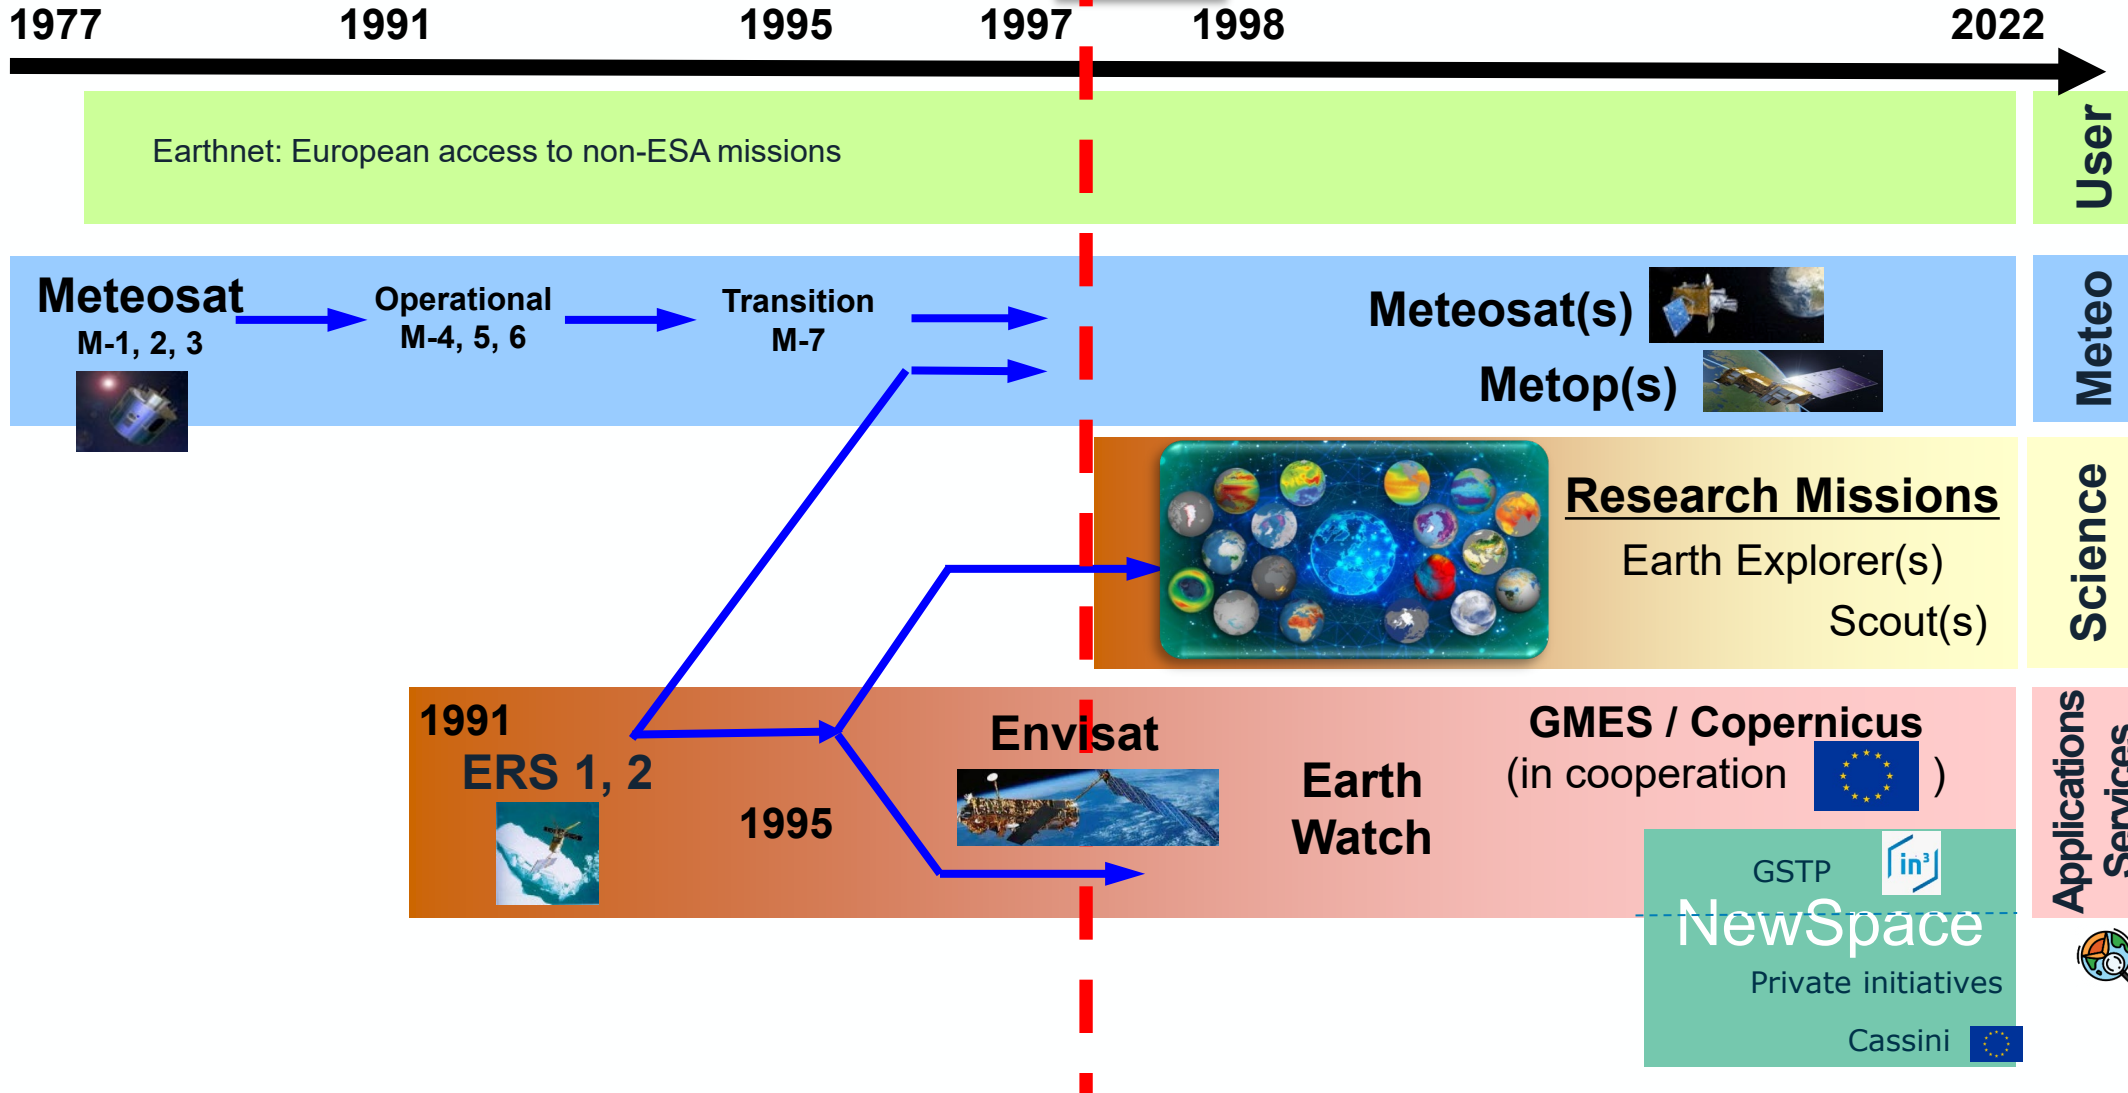 1977 1991 1995 1997 1998 2022
Earthnet: European access to non-ESA missions
User
Meteosat
M-1, 2, 3
Operational
M-4, 5, 6
Transition
M-7
Meteosat(s)
Metop(s)
Meteo
Research Missions
Earth Explorer(s)
Scout(s)
Science
1991
ERS 1, 2
1995
Envisat
Earth
Watch
GMES / Copernicus
(in cooperation )
Applications
Services
GSTP
in³
NewSpace
Private initiatives
Cassini